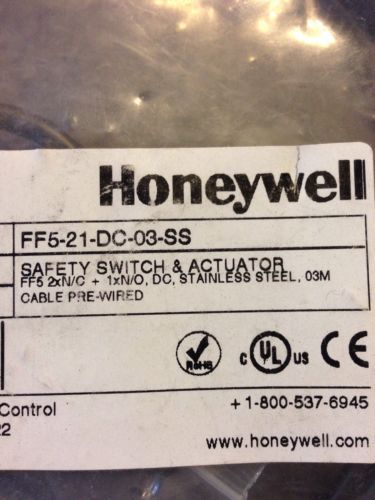 Honeywell
FF5-21-DC-03-SS
SAFETY SWITCH & ACTUATOR
FF5 2xN/C + 1xN/O, DC, STAINLESS STEEL, 03M
CABLE PRE-WIRED
RoHS
C UL US CE
Control
+1-800-537-6945
22
www.honeywell.com